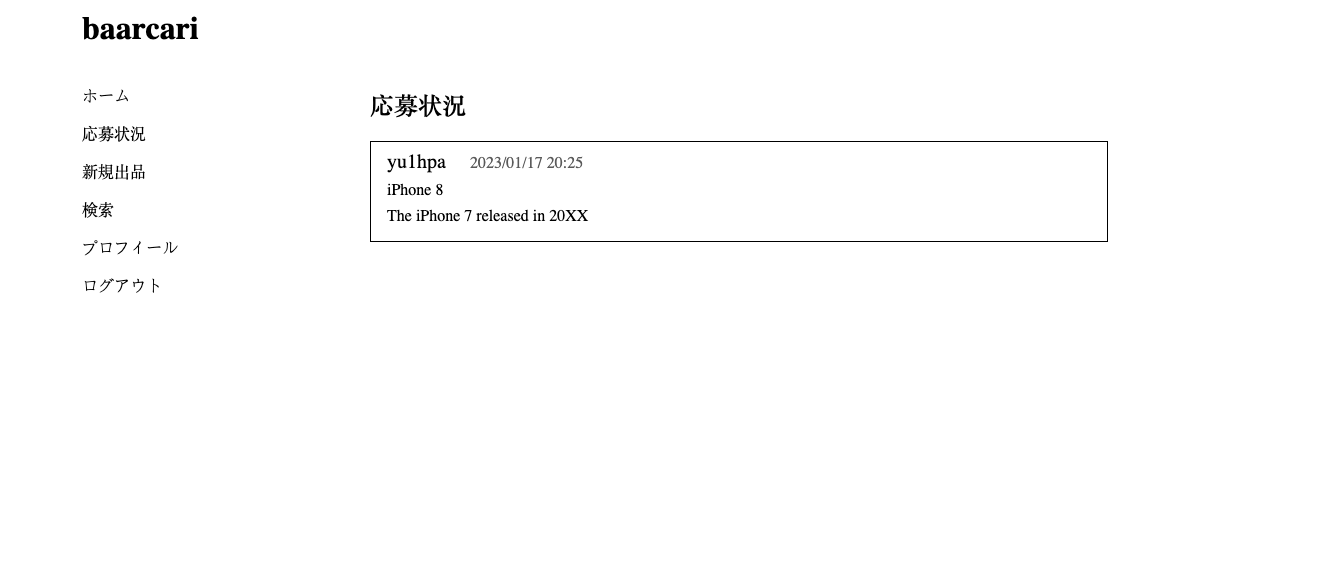 baarcari
ホーム
応募状況
新規出品
検索
プロフィール
ログアウト
応募状況
yu1hpa 2023/01/17 20:25
iPhone 8
The iPhone 7 released in 20XX